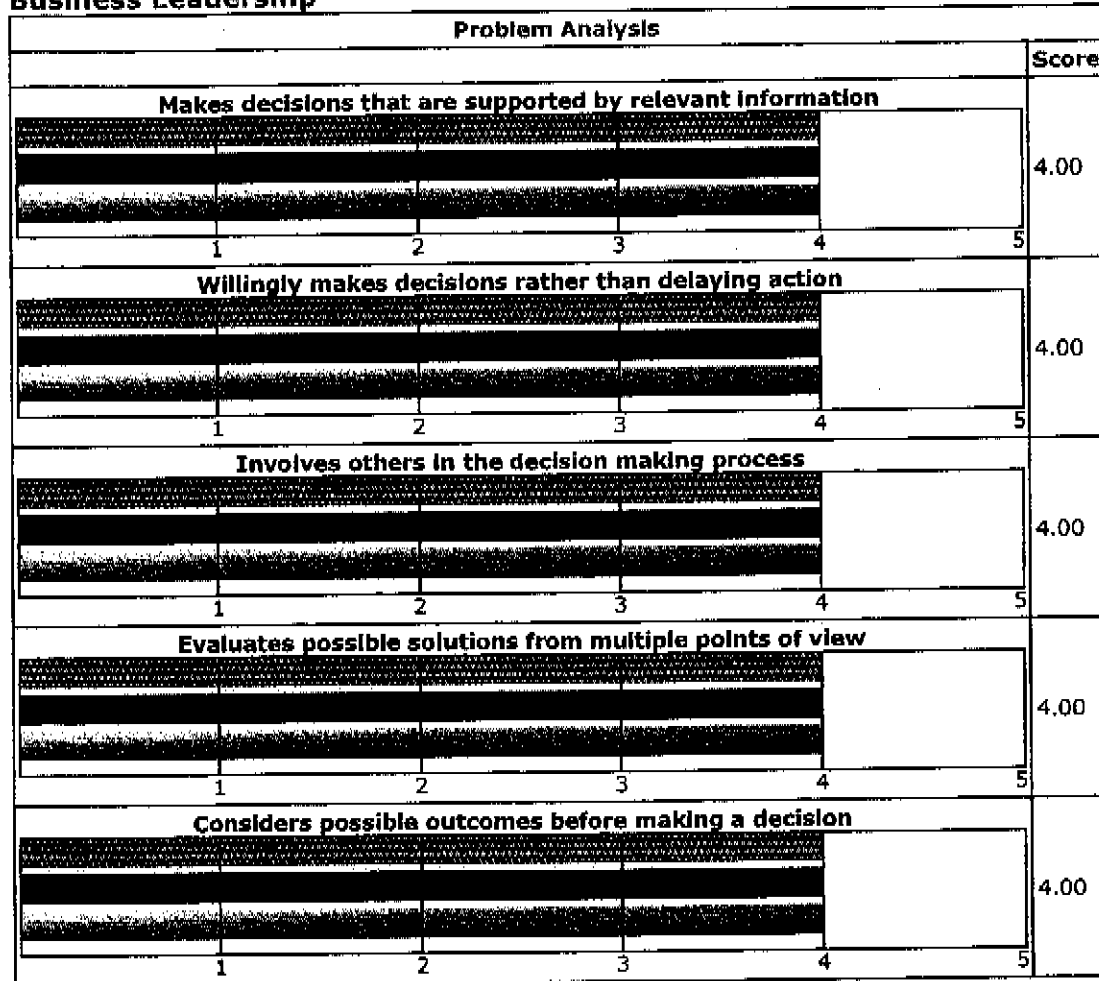 Business Leadership
Problem Analysis
Score
Makes decisions that are supported by relevant information
4.00
1 2 3 4 5
Willingly makes decisions rather than delaying action
4.00
1 2 3 4 5
Involves others in the decision making process
4.00
1 2 3 4 5
Evaluates possible solutions from multiple points of view
4.00
1 2 3 4 5
Considers possible outcomes before making a decision
4.00
1 2 3 4 5